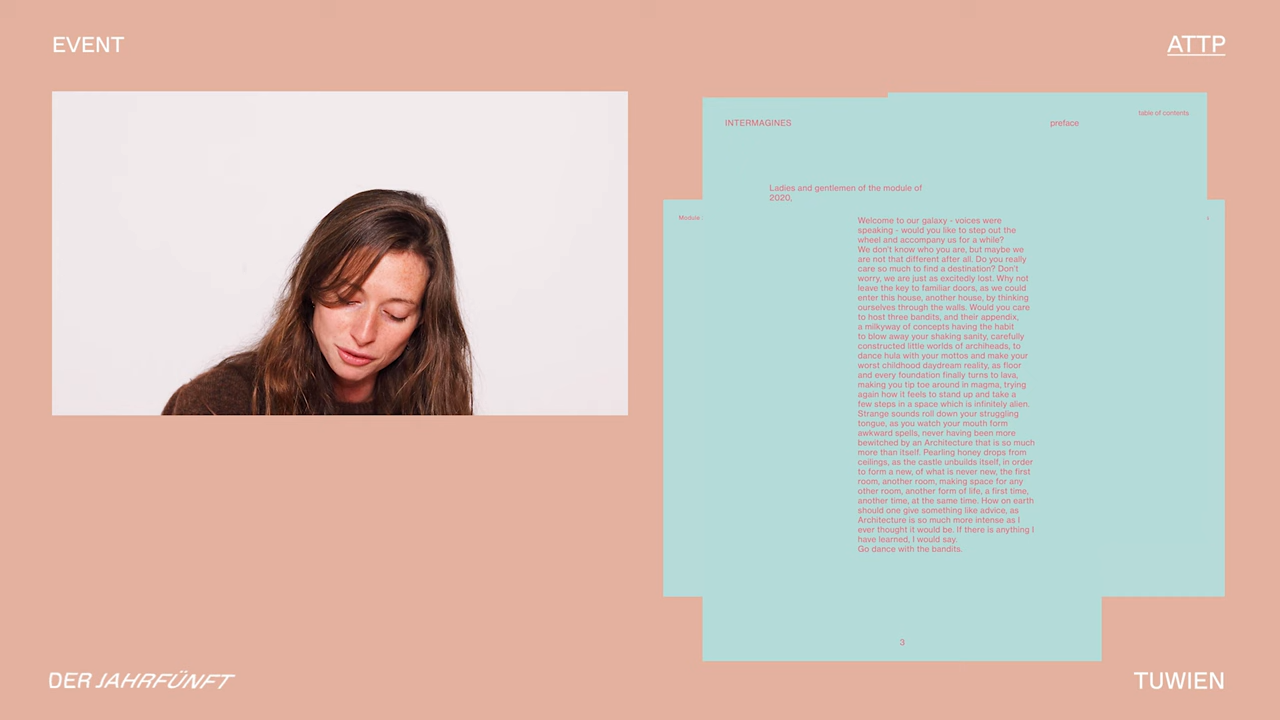 EVENT
ATTP
table of contents
INTERMAGINES
preface
Ladies and gentlemen of the module of
2020,
Module
Welcome to our galaxy - voices were
speaking - would you like to step out the
wheel and accompany us for a while?
We don't know who you are, but maybe we
are not that different after all. Do you really
care so much to find a destination? Don't
worry, we are just as excitedly lost. Why not
leave the key to familiar doors, as we could
enter this house, another house, by thinking
ourselves through the walls. Would you care
to host three bandits, and their appendix,
a milkyway of concepts having the habit
to blow away your shaking sanity, carefully
constructed little worlds of archiheads, to
dance hula with your mottos and make your
worst childhood daydream reality, as floor
and every foundation finally turns to lava,
making you tip toe around in magma, trying
again how it feels to stand up and take a
few steps in a space which is infinitely alien.
Strange sounds roll down your struggling
tongue, as you watch your mouth form
awkward spells, never having been more
bewitched by an Architecture that is so much
more than itself. Pearling honey drops from
ceilings, as the castle unbuilds itself, in order
to form a new, of what is never new, the first
room, another room, making space for any
other room, another form of life, a first time,
another time, at the same time. How on earth
should one give something like advice, as
Architecture is so much more intense as I
ever thought it would be. If there is anything I
have learned, I would say.
Go dance with the bandits.
3
DER JAHRFÜNFT
TUWIEN